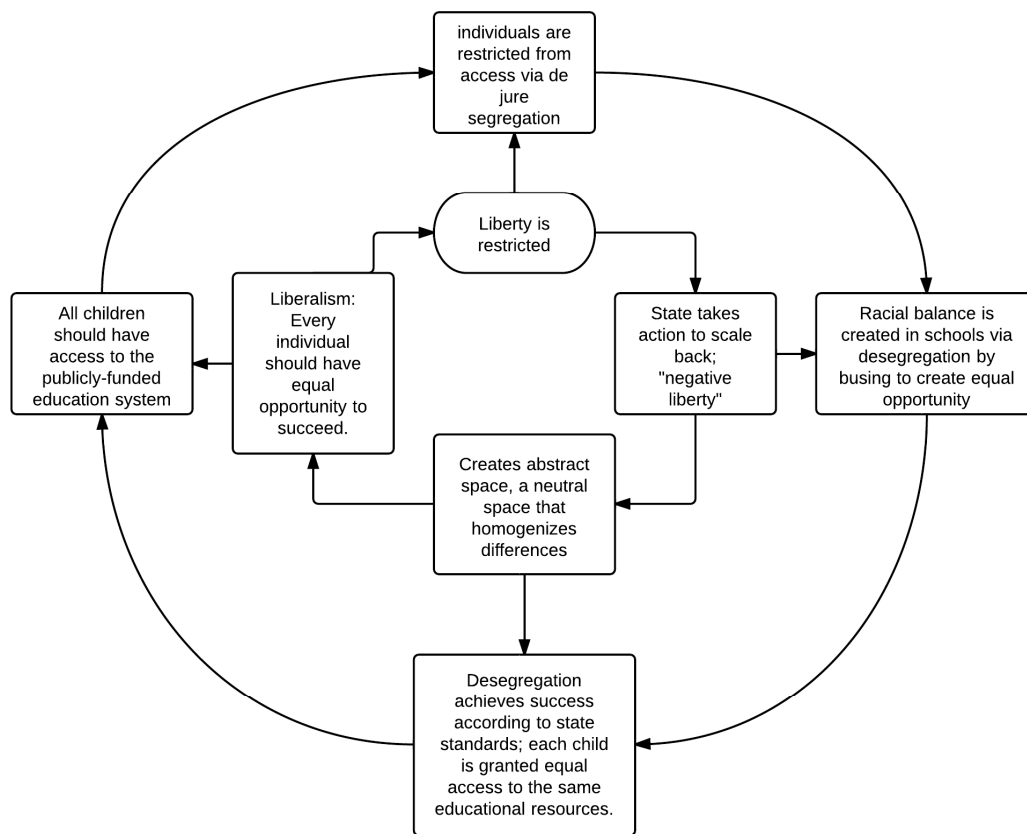 individuals are
restricted from
access via de
jure
segregation
Liberty is
restricted
All children
should have
access to the
publicly-funded
education system
Liberalism:
Every
individual
should have
equal
opportunity to
succeed.
State takes
action to scale
back;
"negative
liberty"
Racial balance is
created in schools via
desegregation by
busing to create equal
opportunity
Creates abstract
space, a neutral
space that
homogenizes
differences
Desegregation
achieves success
according to state
standards; each child
is granted equal
access to the same
educational resources.